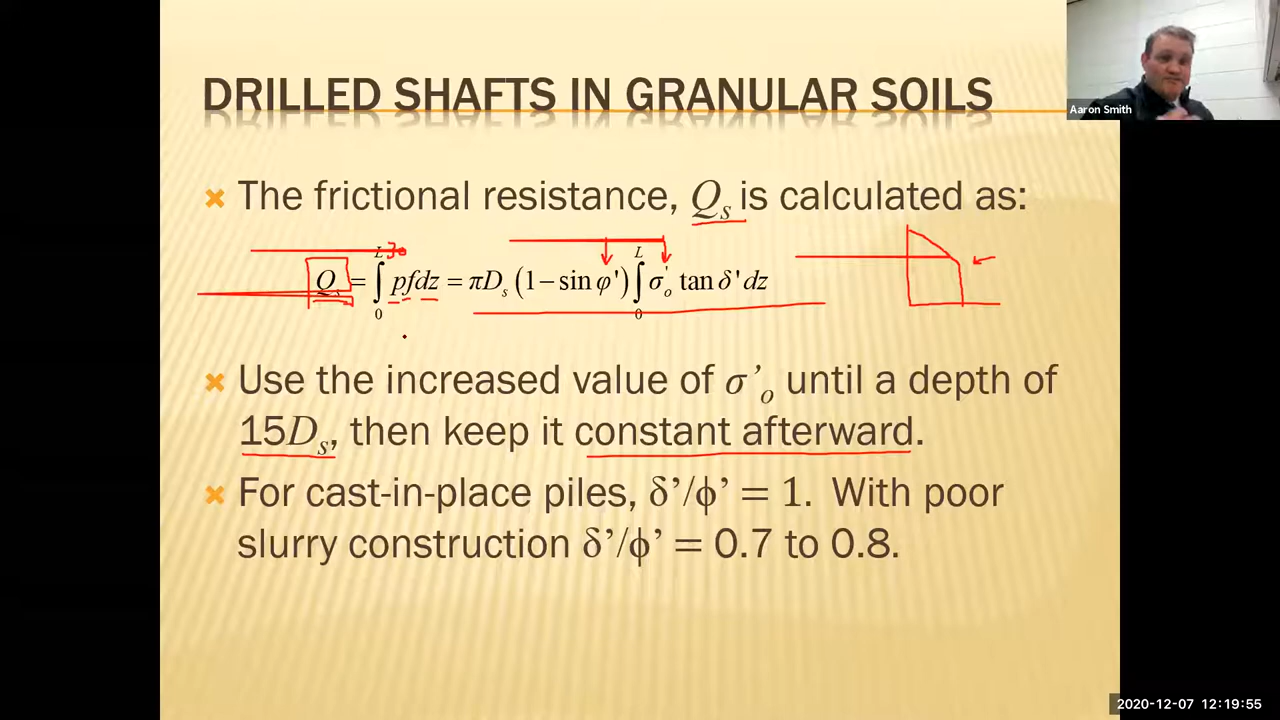 DRILLED SHAFTS IN GRANULAR SOILS
Aaron Smith
The frictional resistance, Qs is calculated as:
Qs = ∫₀ᴸ pfdz = πDs (1 − sin φ') ∫₀ᴸ σ'o tan δ' dz
30
Use the increased value of σ'o until a depth of
15Ds, then keep it constant afterward.
For cast-in-place piles, δ'/ϕ' = 1. With poor
slurry construction δ'/ϕ' = 0.7 to 0.8.
2020-12-07 12:19:55